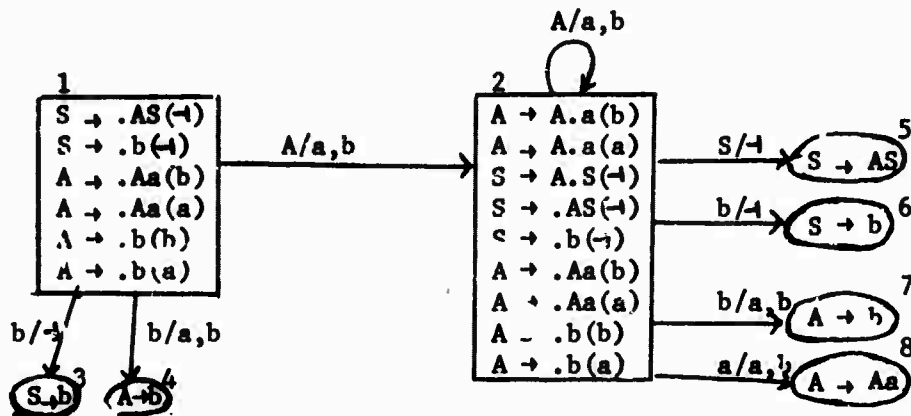 A/a,b
1
S → .AS(⊣)
S → .b(⊣)
A → .Aa(b)
A → .Aa(a)
A → .b(b)
A → .b(a)
A/a,b
2
A → A.a(b)
A → A.a(a)
S → A.S(⊣)
S → .AS(⊣)
S → .b(⊣)
A → .Aa(b)
A → .Aa(a)
A → .b(b)
A → .b(a)
S/⊣
5
S → AS
b/⊣
6
S → b
b/a,b
7
A → b
a/a,b
8
A → Aa
b/⊣
b/a,b
S→b
3
A→b
4